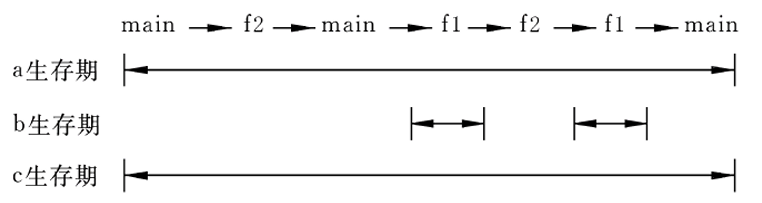 main → f2 → main → f1 → f2 → f1 → main
a生存期
b生存期
c生存期